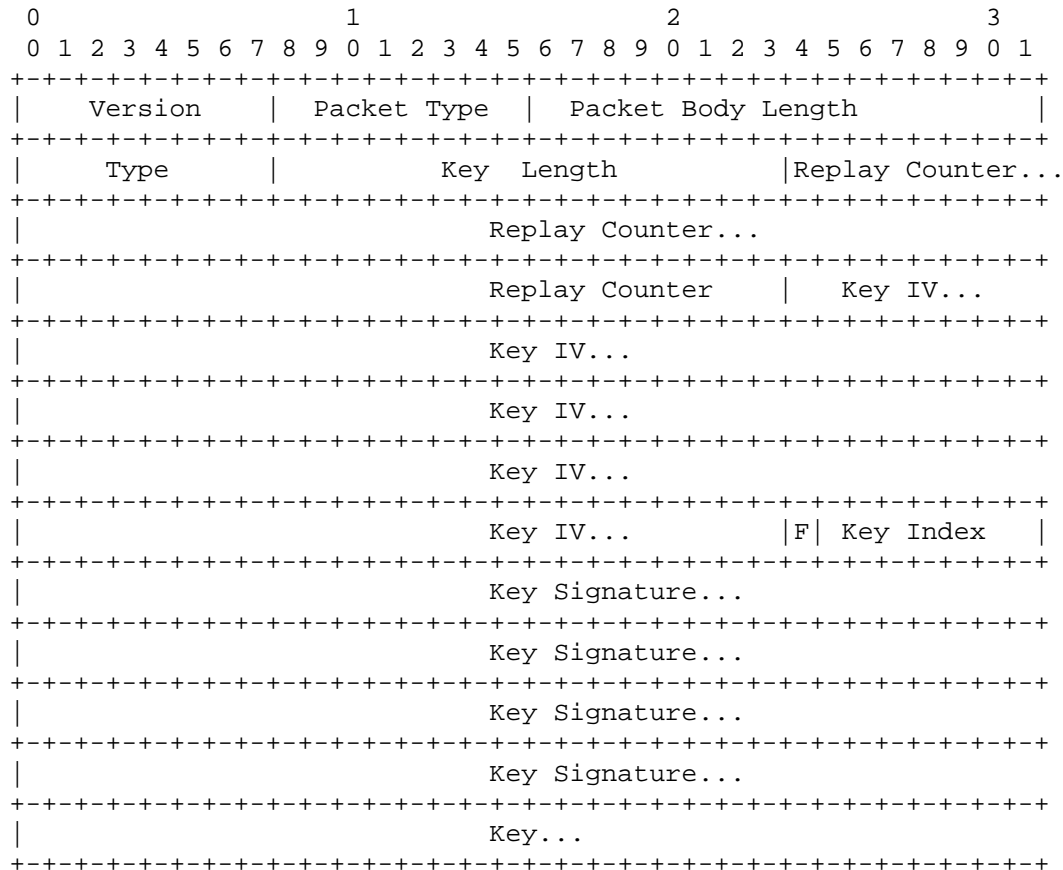 0                   1                   2                   3
 0 1 2 3 4 5 6 7 8 9 0 1 2 3 4 5 6 7 8 9 0 1 2 3 4 5 6 7 8 9 0 1
+-+-+-+-+-+-+-+-+-+-+-+-+-+-+-+-+-+-+-+-+-+-+-+-+-+-+-+-+-+-+-+-+
|    Version    |  Packet Type  |  Packet Body Length           |
+-+-+-+-+-+-+-+-+-+-+-+-+-+-+-+-+-+-+-+-+-+-+-+-+-+-+-+-+-+-+-+-+
|     Type      |          Key  Length          |Replay Counter...
+-+-+-+-+-+-+-+-+-+-+-+-+-+-+-+-+-+-+-+-+-+-+-+-+-+-+-+-+-+-+-+-+
|                             Replay Counter...
+-+-+-+-+-+-+-+-+-+-+-+-+-+-+-+-+-+-+-+-+-+-+-+-+-+-+-+-+-+-+-+-+
|                             Replay Counter    |   Key IV...
+-+-+-+-+-+-+-+-+-+-+-+-+-+-+-+-+-+-+-+-+-+-+-+-+-+-+-+-+-+-+-+-+
|                             Key IV...
+-+-+-+-+-+-+-+-+-+-+-+-+-+-+-+-+-+-+-+-+-+-+-+-+-+-+-+-+-+-+-+-+
|                             Key IV...
+-+-+-+-+-+-+-+-+-+-+-+-+-+-+-+-+-+-+-+-+-+-+-+-+-+-+-+-+-+-+-+-+
|                             Key IV...
+-+-+-+-+-+-+-+-+-+-+-+-+-+-+-+-+-+-+-+-+-+-+-+-+-+-+-+-+-+-+-+-+
|                             Key IV...         |F| Key Index   |
+-+-+-+-+-+-+-+-+-+-+-+-+-+-+-+-+-+-+-+-+-+-+-+-+-+-+-+-+-+-+-+-+
|                             Key Signature...
+-+-+-+-+-+-+-+-+-+-+-+-+-+-+-+-+-+-+-+-+-+-+-+-+-+-+-+-+-+-+-+-+
|                             Key Signature...
+-+-+-+-+-+-+-+-+-+-+-+-+-+-+-+-+-+-+-+-+-+-+-+-+-+-+-+-+-+-+-+-+
|                             Key Signature...
+-+-+-+-+-+-+-+-+-+-+-+-+-+-+-+-+-+-+-+-+-+-+-+-+-+-+-+-+-+-+-+-+
|                             Key Signature...
+-+-+-+-+-+-+-+-+-+-+-+-+-+-+-+-+-+-+-+-+-+-+-+-+-+-+-+-+-+-+-+-+
|                             Key...
+-+-+-+-+-+-+-+-+-+-+-+-+-+-+-+-+-+-+-+-+-+-+-+-+-+-+-+-+-+-+-+-+